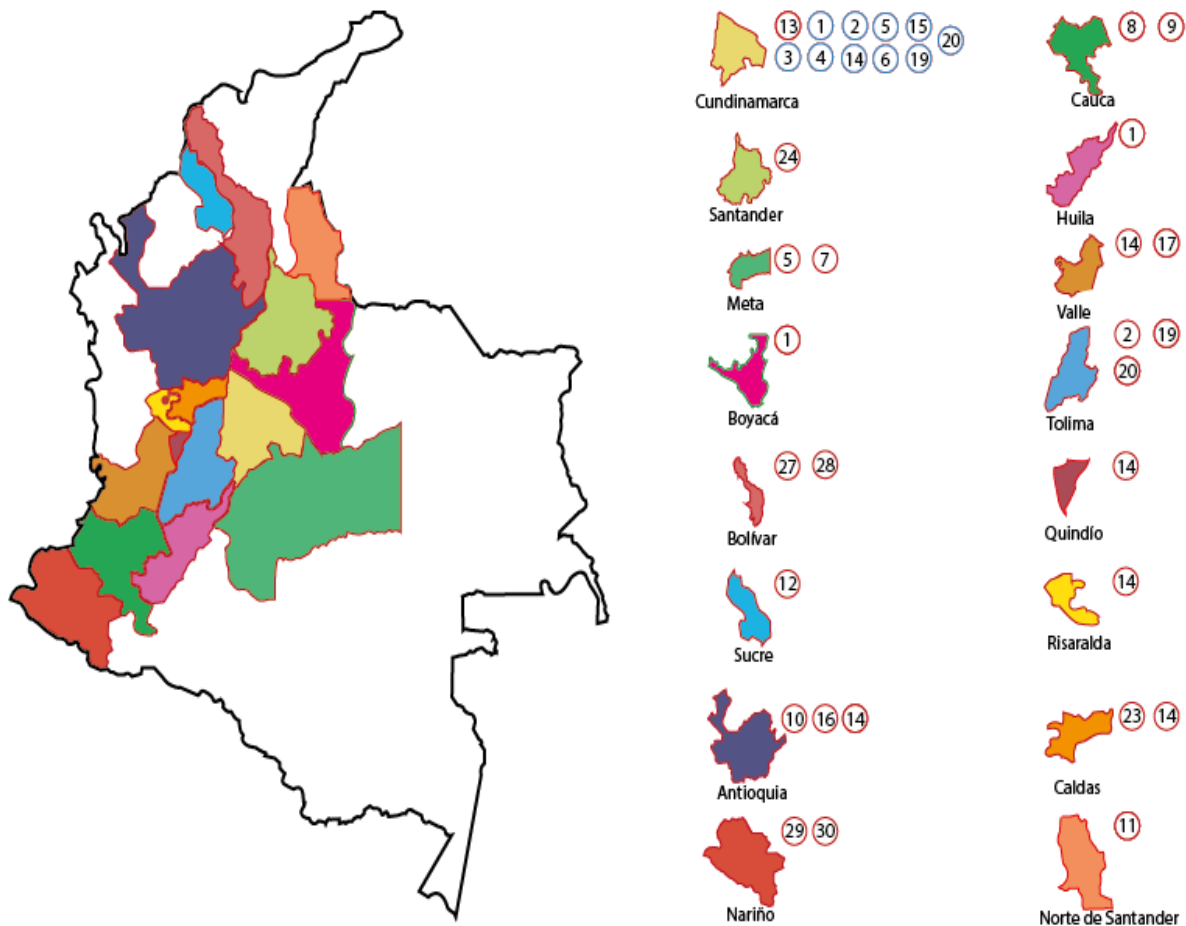 13 1 2 5 15 20
3 4 14 6 19
Cundinamarca
24
Santander
5 7
Meta
1
Boyacá
27 28
Bolívar
12
Sucre
10 16 14
Antioquia
29 30
Nariño
8 9
Cauca
1
Huila
14 17
Valle
2 19
20
Tolima
14
Quindío
14
Risaralda
23 14
Caldas
11
Norte de Santander